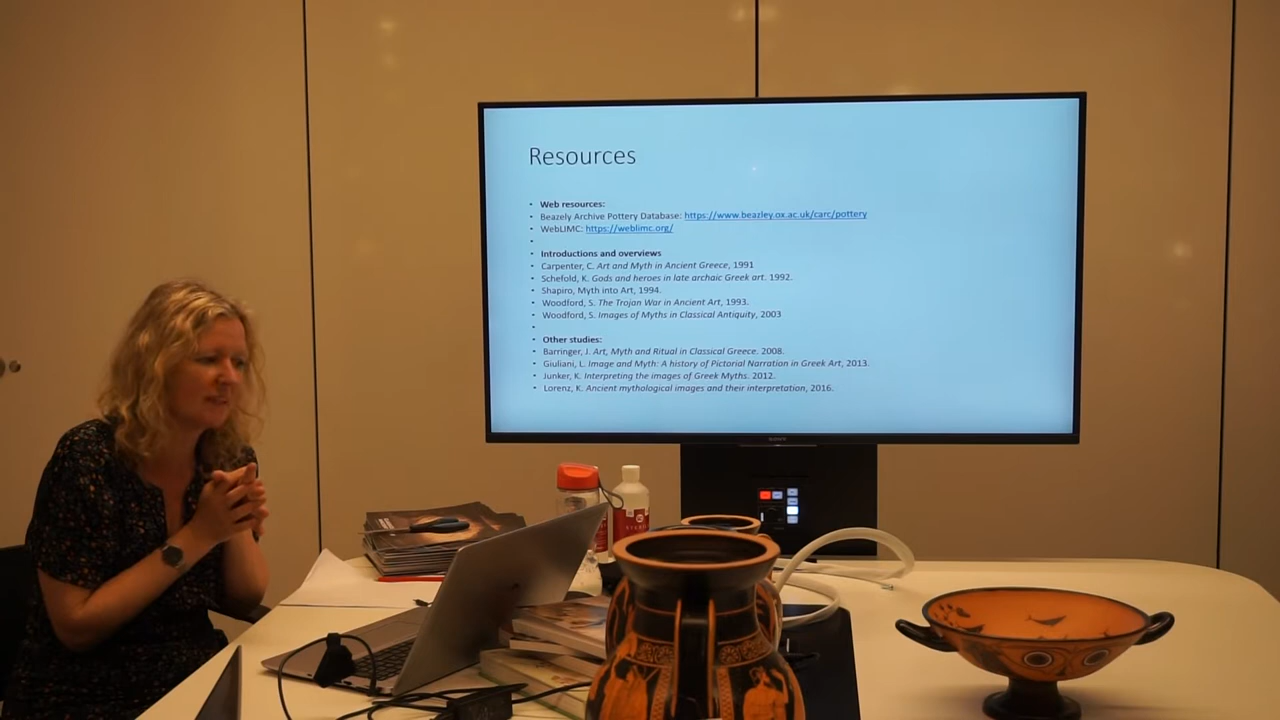 Resources
• Web resources:
• Beazely Archive Pottery Database: https://www.beazley.ox.ac.uk/carc/pottery
• WebLIMC: https://weblimc.org/
•
• Introductions and overviews
• Carpenter, C. Art and Myth in Ancient Greece, 1991
• Schefold, K. Gods and heroes in late archaic Greek art. 1992.
• Shapiro, Myth into Art, 1994.
• Woodford, S. The Trojan War in Ancient Art, 1993.
• Woodford, S. Images of Myths in Classical Antiquity, 2003
•
• Other studies:
• Barringer, J. Art, Myth and Ritual in Classical Greece. 2008.
• Giuliani, L. Image and Myth: A history of Pictorial Narration in Greek Art, 2013.
• Junker, K. Interpreting the images of Greek Myths. 2012.
• Lorenz, K. Ancient mythological images and their interpretation, 2016.
SONY